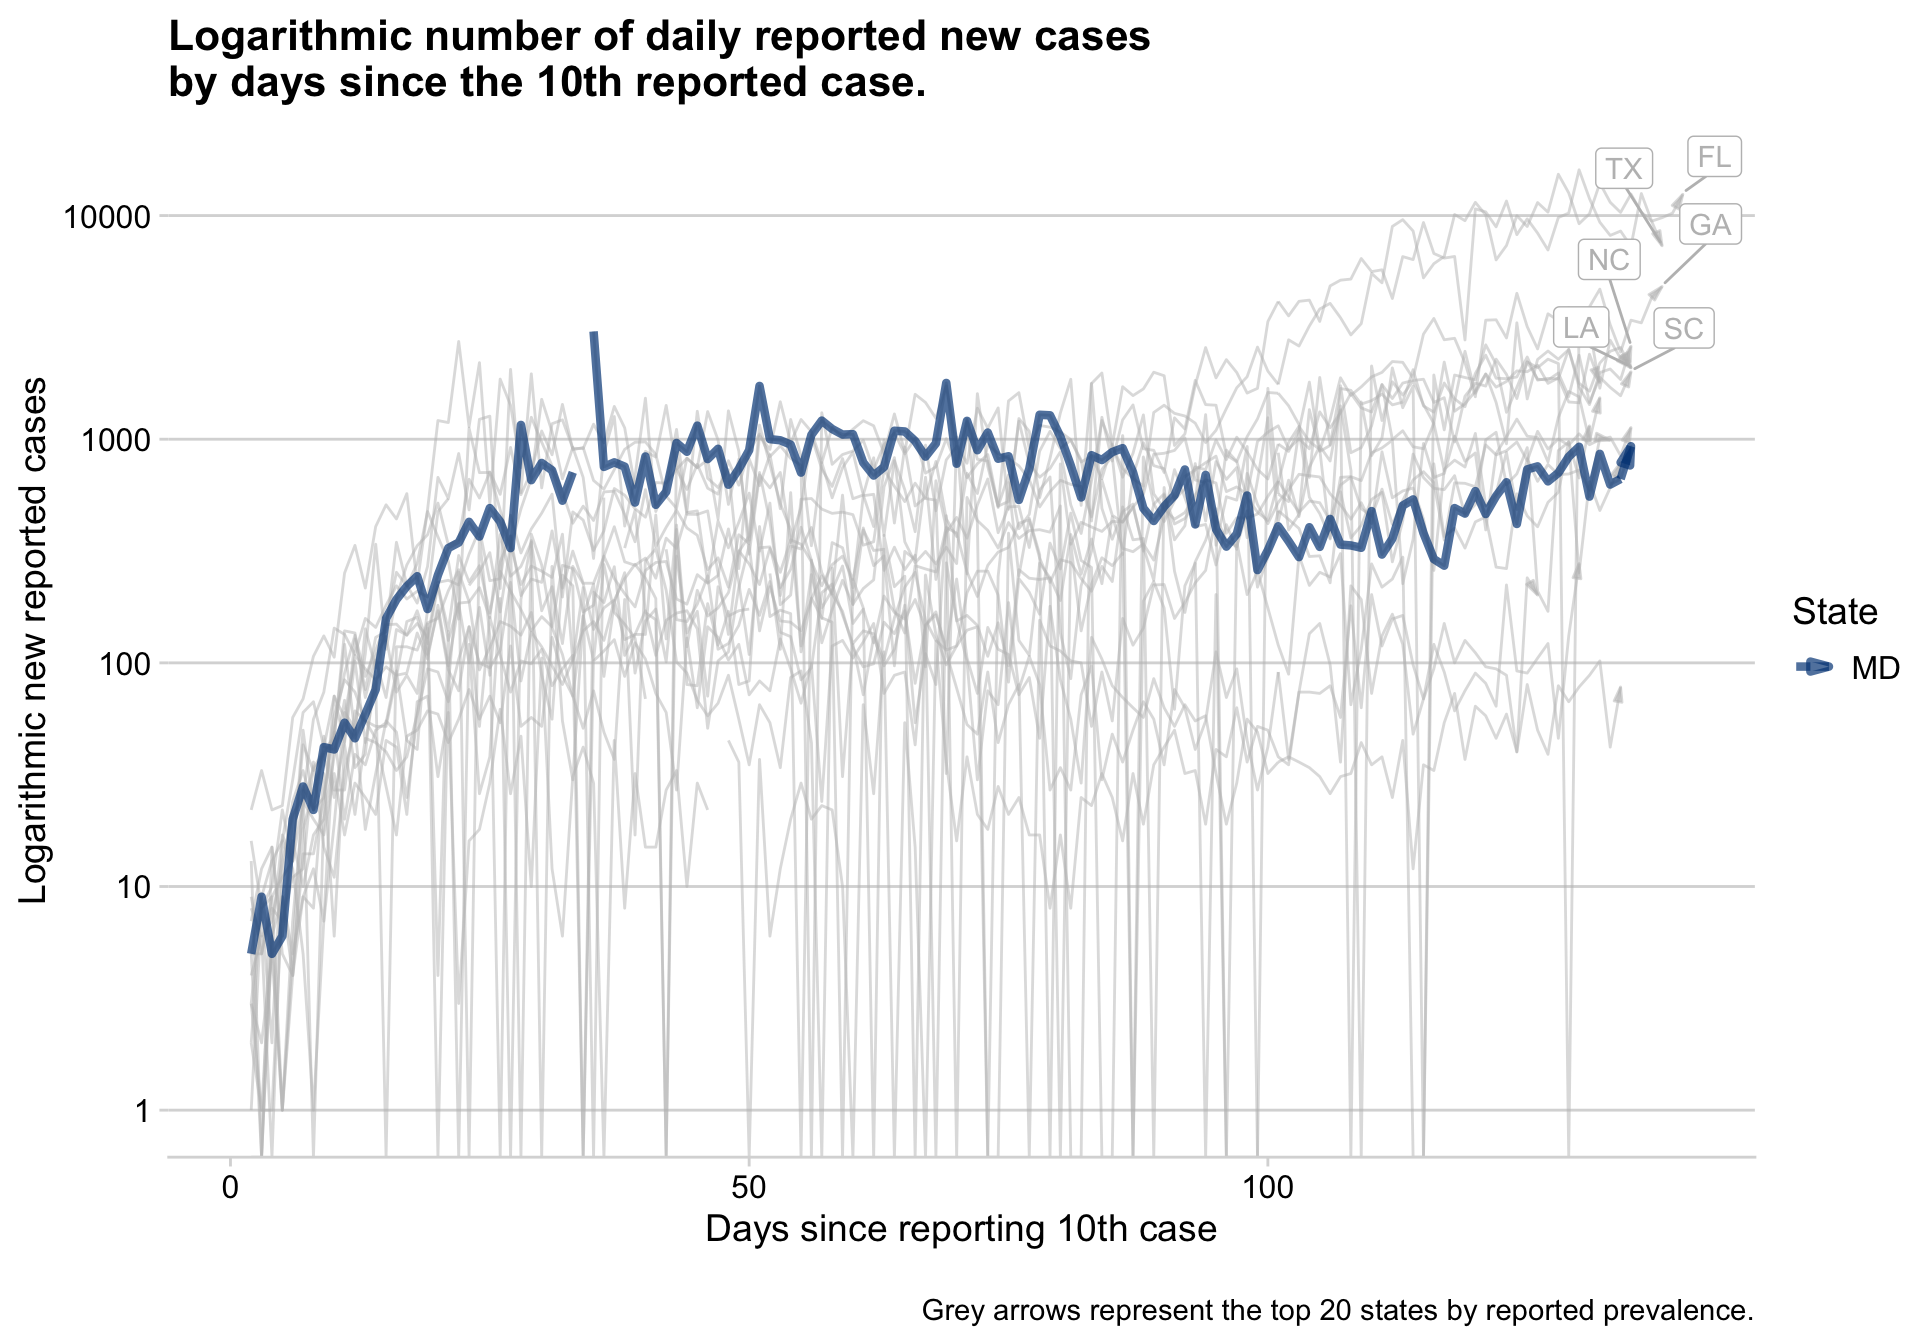 Logarithmic number of daily reported new cases
by days since the 10th reported case.
FL
TX
GA
NC
LA
SC
10000
1000
100
10
1
Logarithmic new reported cases
State
MD
0
50
100
Days since reporting 10th case
Grey arrows represent the top 20 states by reported prevalence.